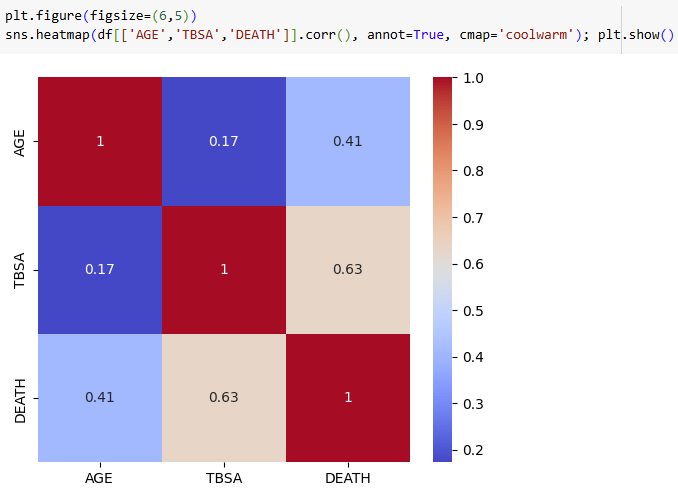 plt.figure(figsize=(6,5))
sns.heatmap(df[['AGE','TBSA','DEATH']].corr(), annot=True, cmap='coolwarm'); plt.show()
1.0
AGE 1 0.17 0.41
0.9
0.8
0.7
TBSA 0.17 1 0.63
0.6
0.5
0.4
DEATH 0.41 0.63 1
0.3
0.2
AGE TBSA DEATH